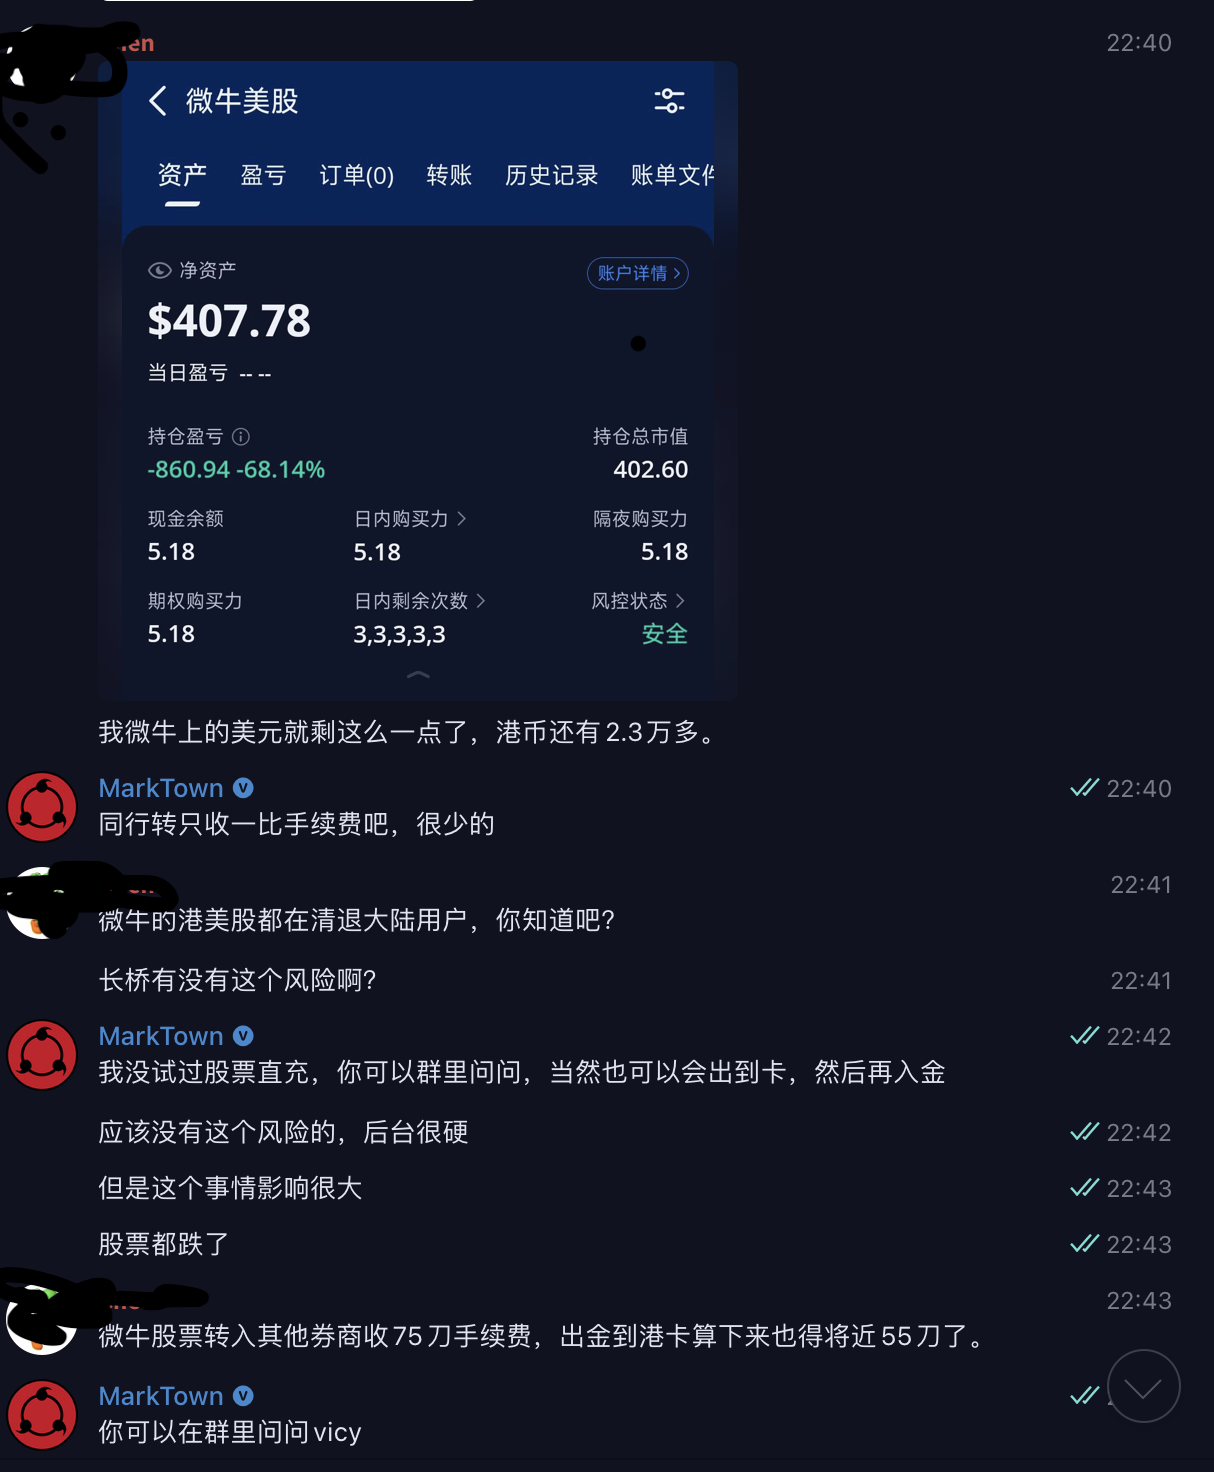 22:40
微牛美股
资产 盈亏 订单(0) 转账 历史记录 账单文件
净资产 账户详情 >
$407.78
当日盈亏 -- --
持仓盈亏 持仓总市值
-860.94 -68.14% 402.60
现金余额 日内购买力 > 隔夜购买力
5.18 5.18 5.18
期权购买力 日内剩余次数 > 风控状态 >
5.18 3,3,3,3,3 安全
我微牛上的美元就剩这么一点了，港币还有2.3万多。
MarkTown 22:40
同行转只收一比手续费吧，很少的
22:41
微牛的港美股都在清退大陆用户，你知道吧？
长桥有没有这个风险啊？ 22:41
MarkTown 22:42
我没试过股票直充，你可以群里问问，当然也可以会出到卡，然后再入金
应该没有这个风险的，后台很硬 22:42
但是这个事情影响很大 22:43
股票都跌了 22:43
22:43
微牛股票转入其他券商收75刀手续费，出金到港卡算下来也得将近55刀了。
MarkTown
你可以在群里问问vicy